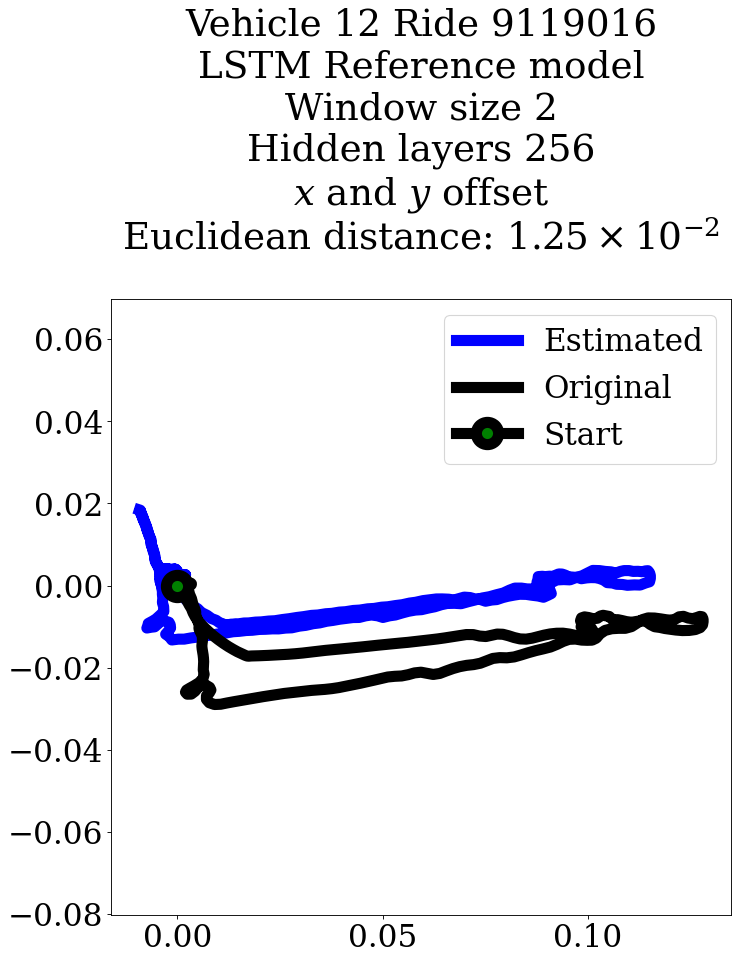 Vehicle 12 Ride 9119016
LSTM Reference model
Window size 2
Hidden layers 256
x and y offset
Euclidean distance: 1.25 × 10⁻²
Estimated
Original
Start
0.06
0.04
0.02
0.00
−0.02
−0.04
−0.06
−0.08
0.00 0.05 0.10